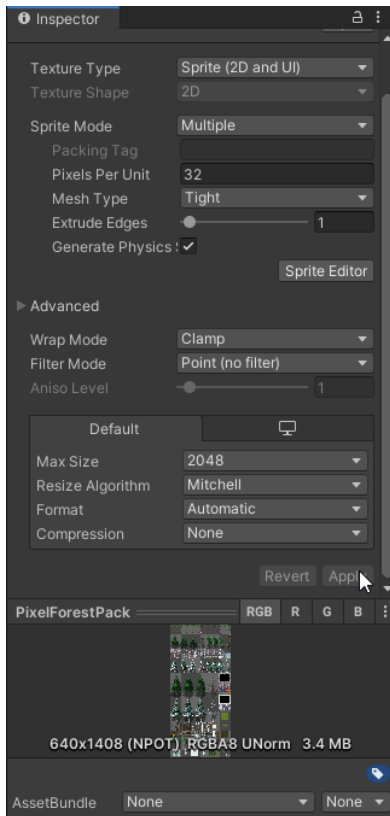 Inspector
Texture Type Sprite (2D and UI)
Texture Shape 2D
Sprite Mode Multiple
Packing Tag
Pixels Per Unit 32
Mesh Type Tight
Extrude Edges 1
Generate Physics
Sprite Editor
Advanced
Wrap Mode Clamp
Filter Mode Point (no filter)
Aniso Level 1
Default
Max Size 2048
Resize Algorithm Mitchell
Format Automatic
Compression None
Revert Apply
PixelForestPack RGB R G B
640x1408 (NPOT) RGBA8 UNorm 3.4 MB
AssetBundle None None